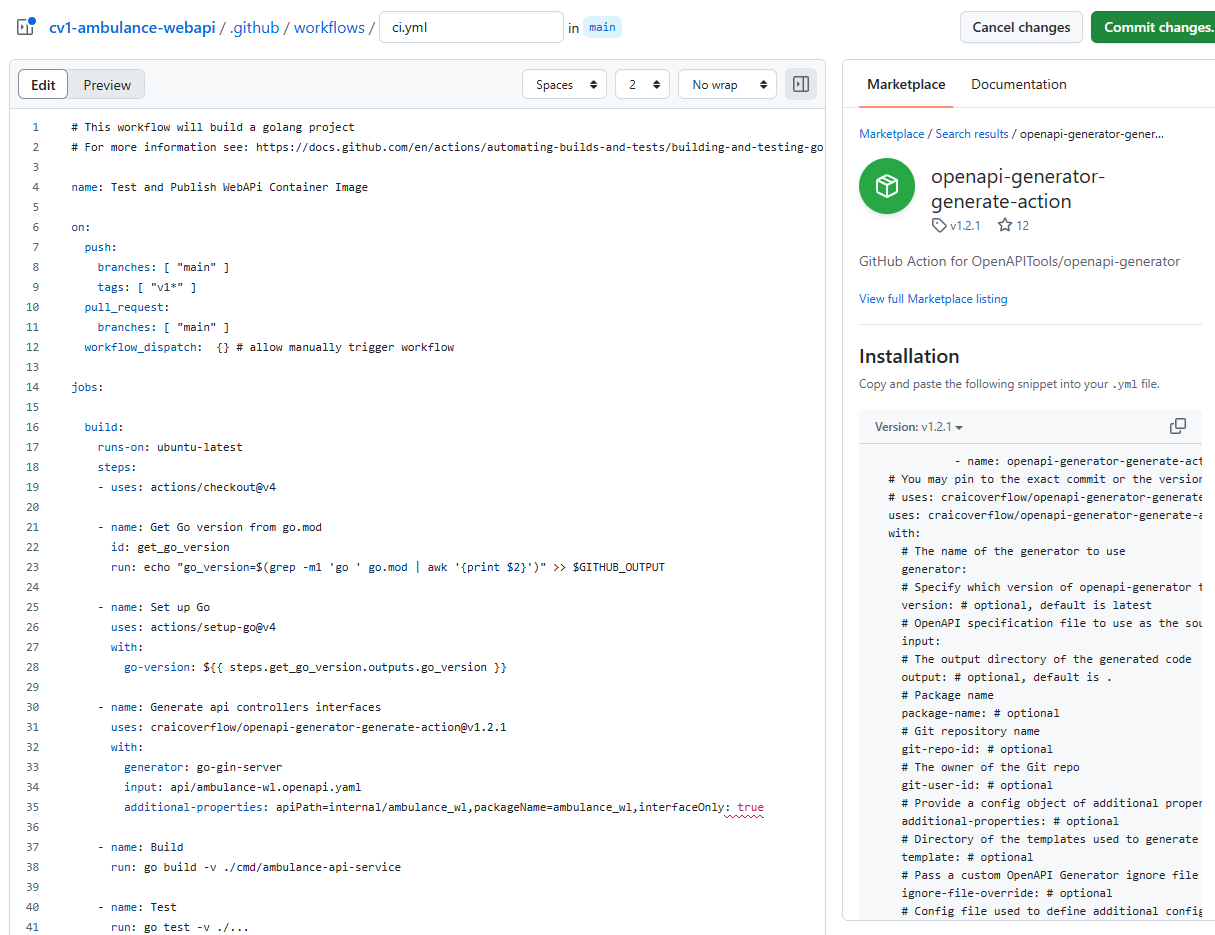 cv1-ambulance-webapi / .github / workflows / ci.yml in main
Cancel changes
Commit changes.
Edit
Preview
Spaces
2
No wrap
1 # This workflow will build a golang project
2 # For more information see: https://docs.github.com/en/actions/automating-builds-and-tests/building-and-testing-go
3
4 name: Test and Publish WebAPi Container Image
5
6 on:
7 push:
8 branches: [ "main" ]
9 tags: [ "v1*" ]
10 pull_request:
11 branches: [ "main" ]
12 workflow_dispatch:  {} # allow manually trigger workflow
13
14 jobs:
15
16 build:
17 runs-on: ubuntu-latest
18 steps:
19 - uses: actions/checkout@v4
20
21 - name: Get Go version from go.mod
22 id: get_go_version
23 run: echo "go_version=$(grep -m1 'go ' go.mod | awk '{print $2}')" >> $GITHUB_OUTPUT
24
25 - name: Set up Go
26 uses: actions/setup-go@v4
27 with:
28 go-version: ${{ steps.get_go_version.outputs.go_version }}
29
30 - name: Generate api controllers interfaces
31 uses: craicoverflow/openapi-generator-generate-action@v1.2.1
32 with:
33 generator: go-gin-server
34 input: api/ambulance-wl.openapi.yaml
35 additional-properties: apiPath=internal/ambulance_wl,packageName=ambulance_wl,interfaceOnly: true
36
37 - name: Build
38 run: go build -v ./cmd/ambulance-api-service
39
40 - name: Test
41 run: go test -v ./...
Marketplace
Documentation
Marketplace / Search results / openapi-generator-gener...
openapi-generator-
generate-action
v1.2.1 12
GitHub Action for OpenAPITools/openapi-generator
View full Marketplace listing
Installation
Copy and paste the following snippet into your .yml file.
Version: v1.2.1
- name: openapi-generator-generate-act
# You may pin to the exact commit or the version
# uses: craicoverflow/openapi-generator-generate
uses: craicoverflow/openapi-generator-generate-a
with:
# The name of the generator to use
generator:
# Specify which version of openapi-generator t
version: # optional, default is latest
# OpenAPI specification file to use as the sou
input:
# The output directory of the generated code
output: # optional, default is .
# Package name
package-name: # optional
# Git repository name
git-repo-id: # optional
# The owner of the Git repo
git-user-id: # optional
# Provide a config object of additional proper
additional-properties: # optional
# Directory of the templates used to generate
template: # optional
# Pass a custom OpenAPI Generator ignore file
ignore-file-override: # optional
# Config file used to define additional config